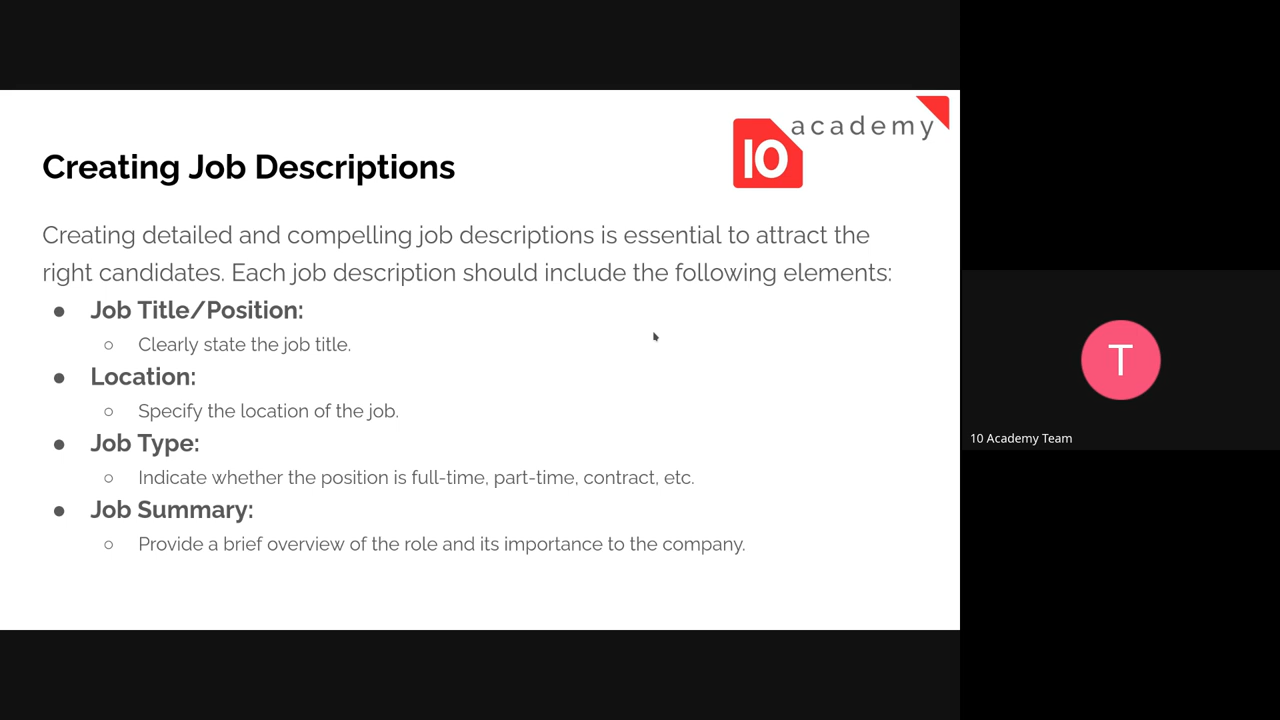 academy
10
Creating Job Descriptions
Creating detailed and compelling job descriptions is essential to attract the
right candidates. Each job description should include the following elements:
● Job Title/Position:
○ Clearly state the job title.
● Location:
○ Specify the location of the job.
● Job Type:
○ Indicate whether the position is full-time, part-time, contract, etc.
● Job Summary:
○ Provide a brief overview of the role and its importance to the company.
T
10 Academy Team